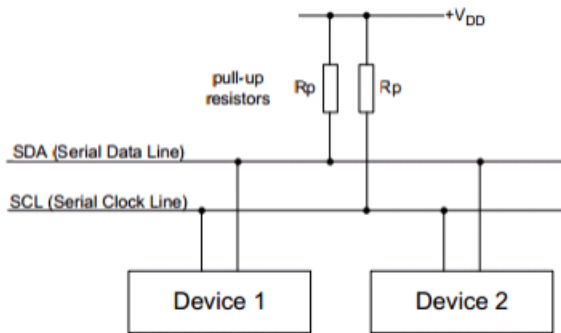 +VDD
pull-up
resistors
Rp
Rp
SDA (Serial Data Line)
SCL (Serial Clock Line)
Device 1
Device 2